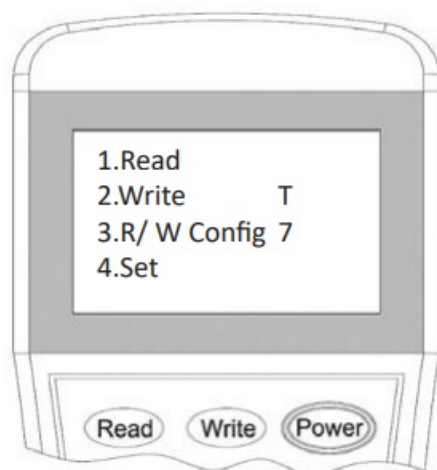 1.Read
2.Write T
3.R/ W Config 7
4.Set
Read Write Power